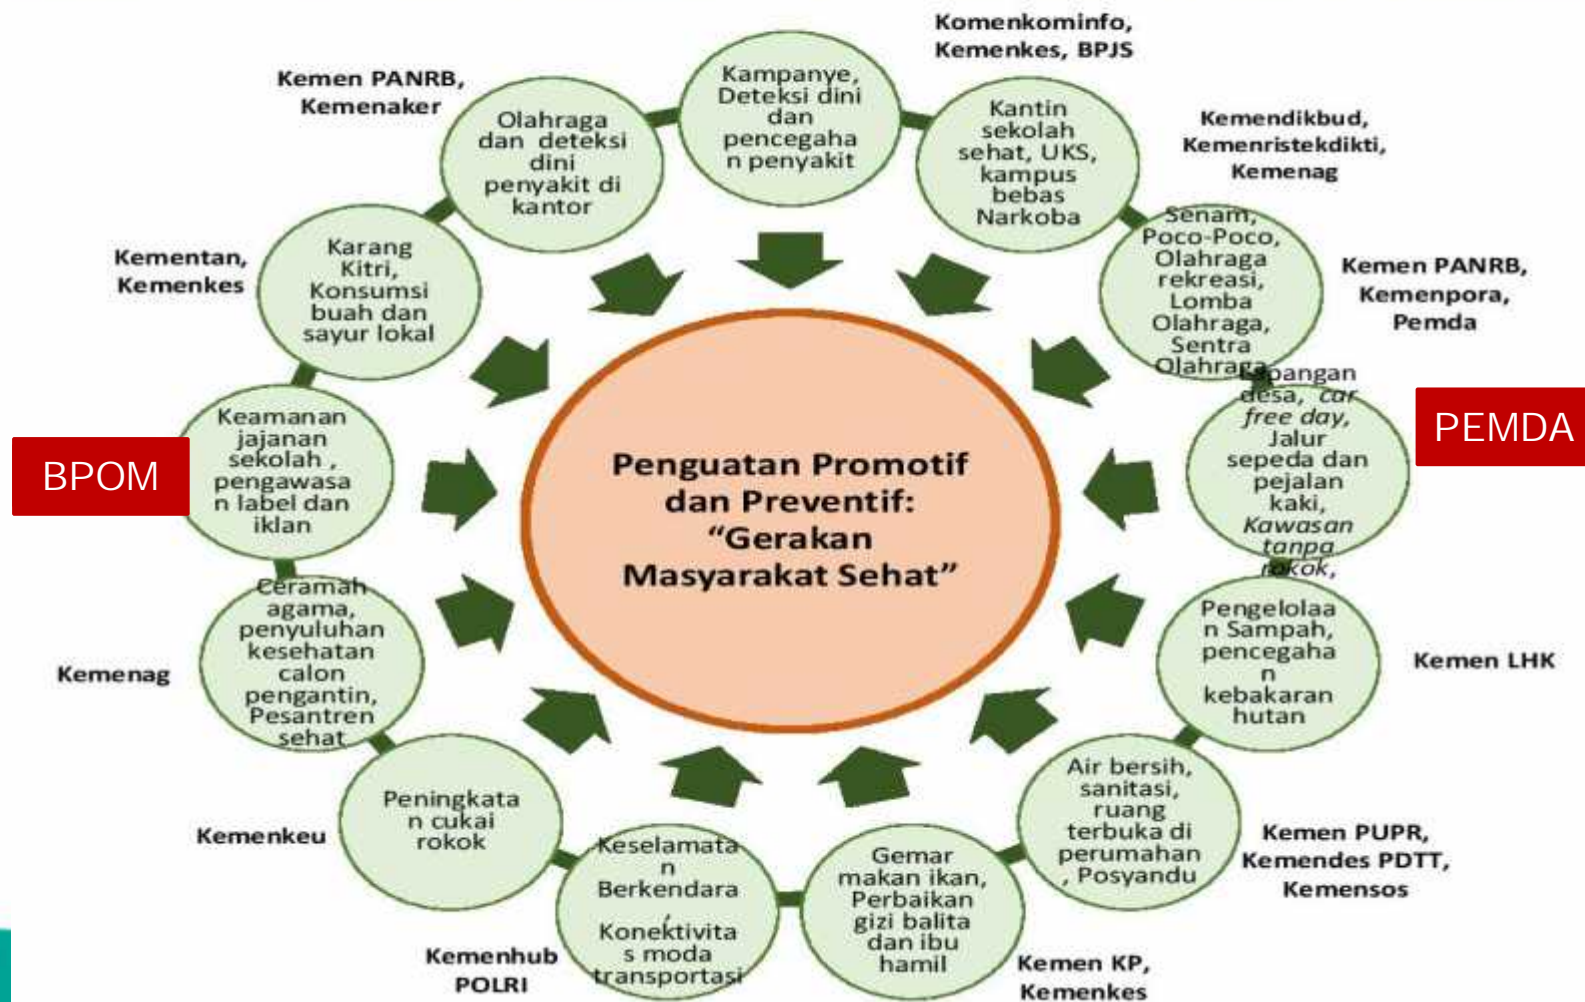 Komenkominfo,
Kemenkes, BPJS
Kampanye,
Deteksi dini
dan
pencegaha
n penyakit
Kantin
sekolah
sehat, UKS,
kampus
bebas
Narkoba
Kemendikbud,
Kemenristekdikti,
Kemenag
Senam,
Poco-Poco,
Olahraga
rekreasi,
Lomba
Olahraga,
Sentra
Olahraga
Kemen PANRB,
Kemenpora,
Pemda
Lapangan
desa, car
free day,
Jalur
sepeda dan
pejalan
kaki,
Kawasan
tanpa
rokok,
PEMDA
Pengelolaa
n Sampah,
pencegaha
n
kebakaran
hutan
Kemen LHK
Air bersih,
sanitasi,
ruang
terbuka di
perumahan
, Posyandu
Kemen PUPR,
Kemendes PDTT,
Kemensos
Gemar
makan ikan,
Perbaikan
gizi balita
dan ibu
hamil
Kemen KP,
Kemenkes
Keselamata
n
Berkendara
,
Konektivita
s moda
transportasi
Kemenhub
POLRI
Peningkata
n cukai
rokok
Kemenkeu
Ceramah
agama,
penyuluhan
kesehatan
calon
pengantin,
Pesantren
sehat
Kemenag
Keamanan
jajanan
sekolah ,
pengawasa
n label dan
iklan
BPOM
Karang
Kitri,
Konsumsi
buah dan
sayur lokal
Kementan,
Kemenkes
Olahraga
dan deteksi
dini
penyakit di
kantor
Kemen PANRB,
Kemenaker
Penguatan Promotif
dan Preventif:
“Gerakan
Masyarakat Sehat”